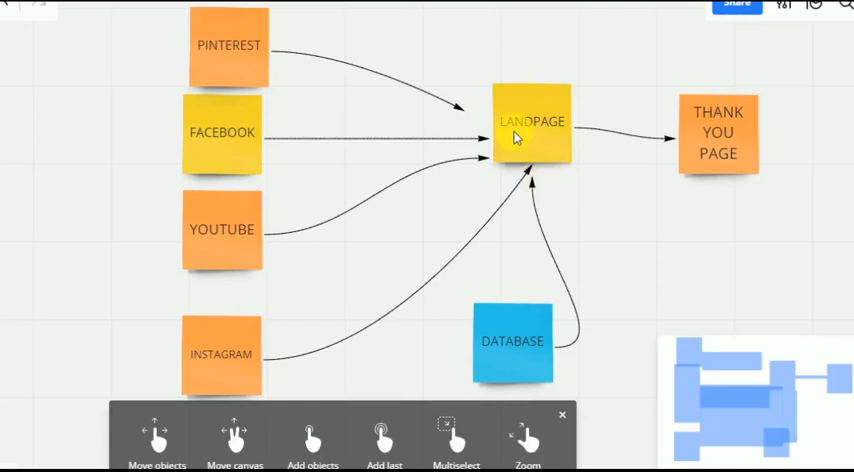 Share
PINTEREST
FACEBOOK
YOUTUBE
INSTAGRAM
LANDPAGE
DATABASE
THANK
YOU
PAGE
Move objects
Move canvas
Add objects
Add last
Multiselect
Zoom